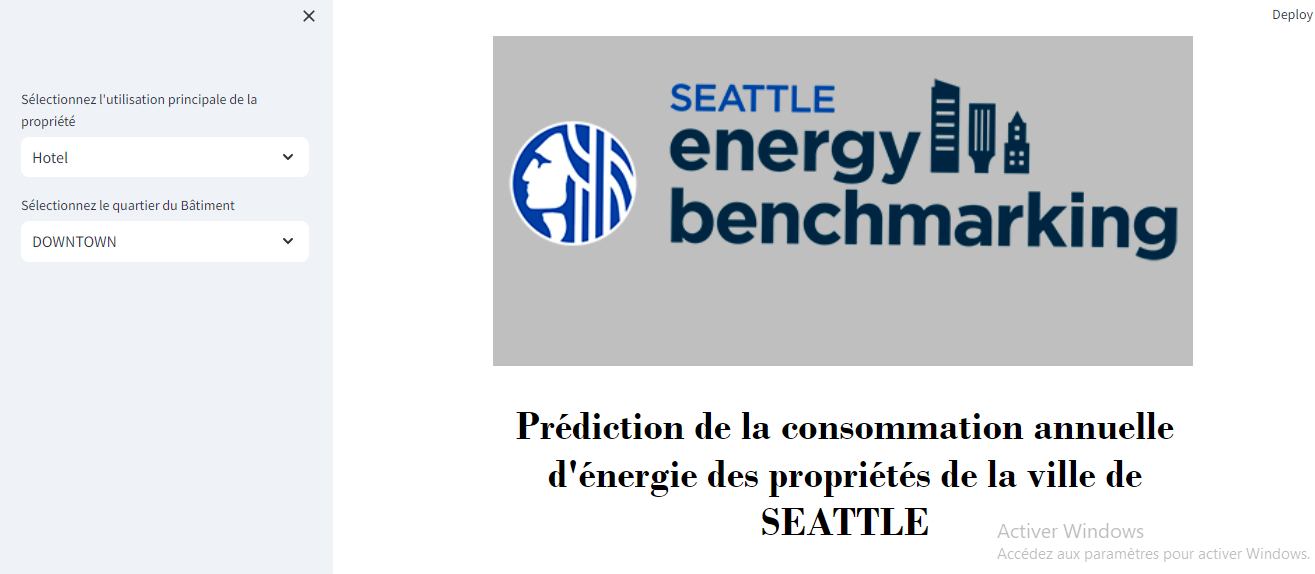 Deploy
Sélectionnez l'utilisation principale de la
propriété
Hotel
Sélectionnez le quartier du Bâtiment
DOWNTOWN
SEATTLE
energy
benchmarking
Prédiction de la consommation annuelle
d'énergie des propriétés de la ville de
SEATTLE
Activer Windows
Accédez aux paramètres pour activer Windows.